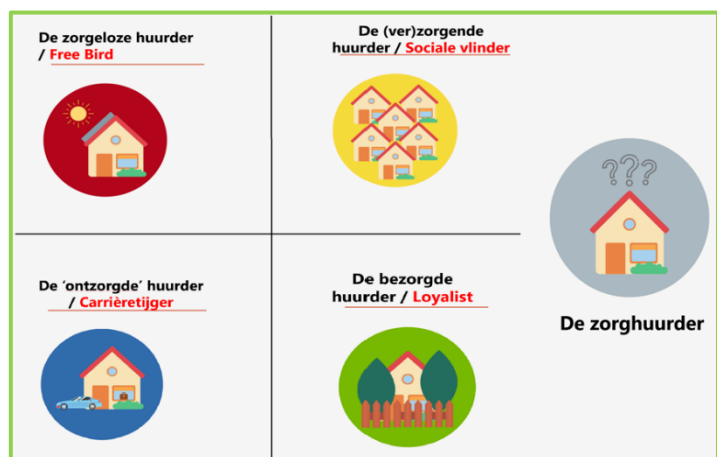 De zorgeloze huurder
/ Free Bird
De (ver)zorgende
huurder / Sociale vlinder
???
De zorghuurder
De ‘ontzorgde’ huurder
/ Carrièretijger
De bezorgde
huurder / Loyalist